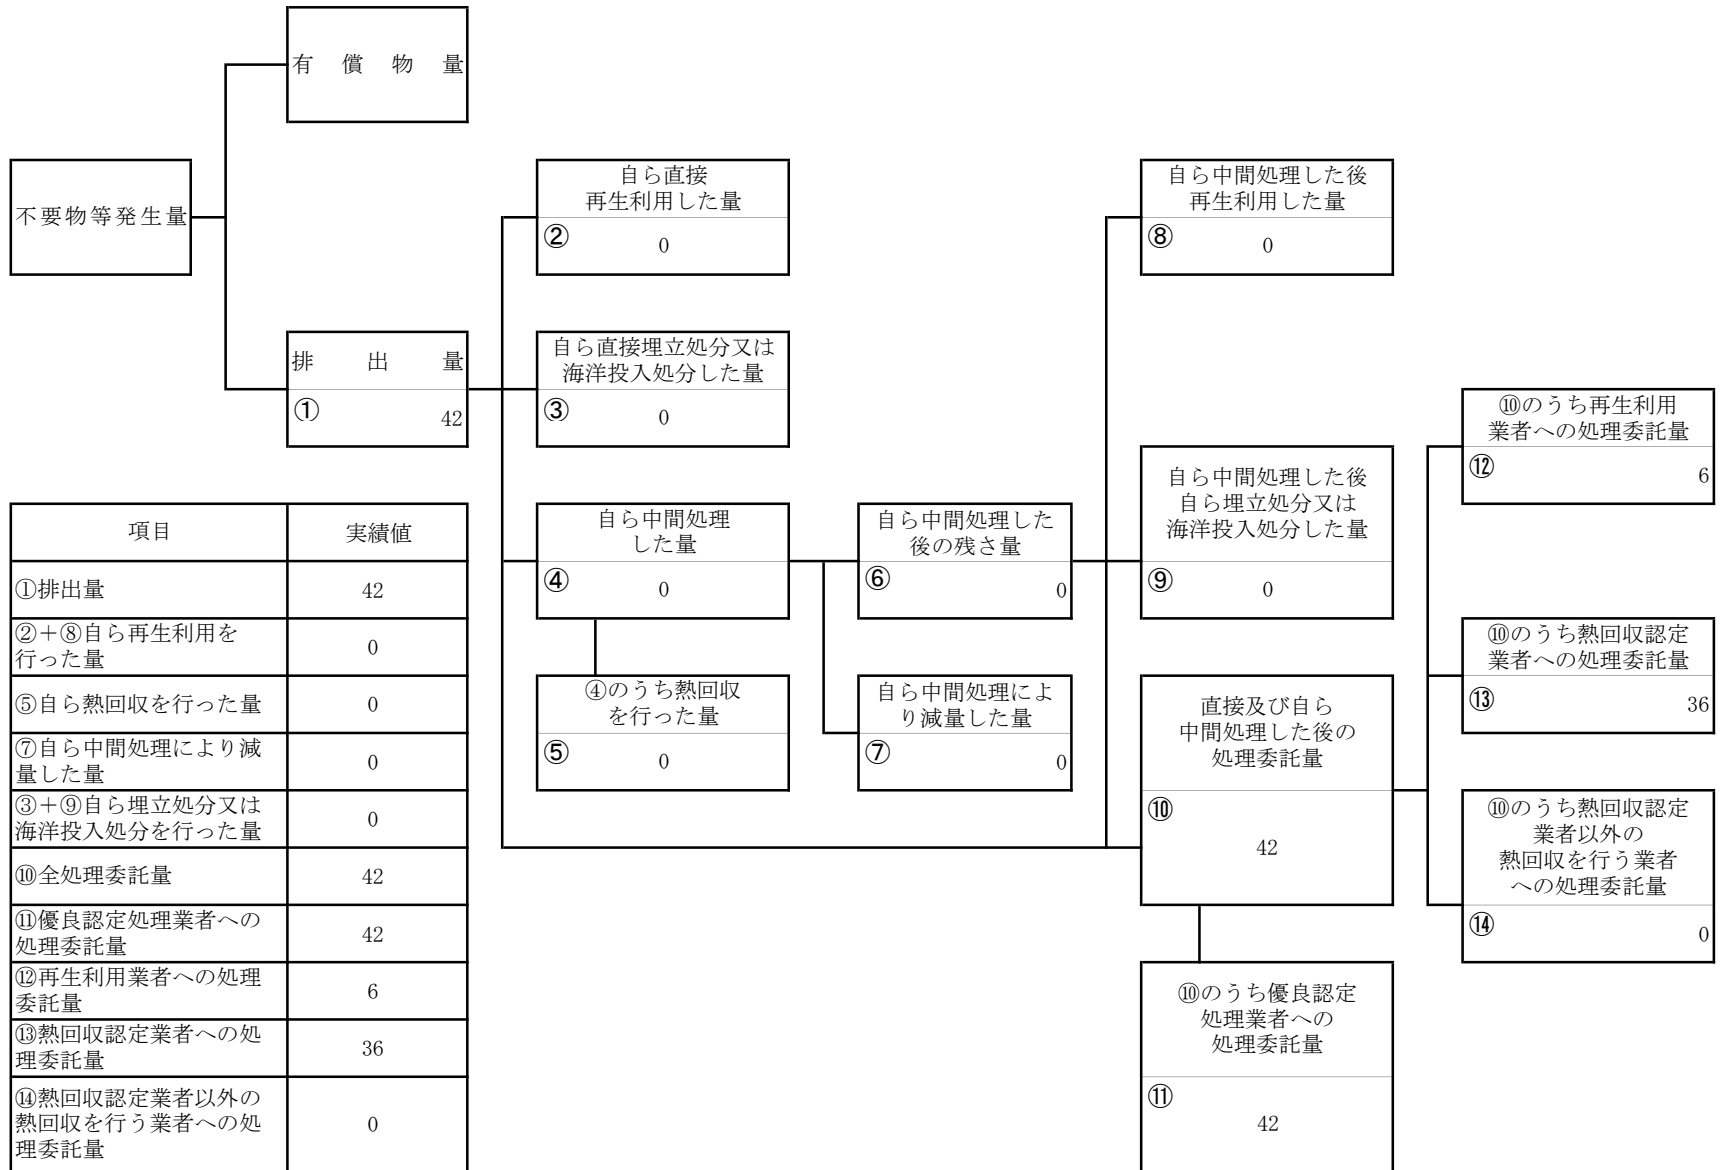 有償物量
不要物等発生量
排出量
①
42
自ら直接
再生利用した量
②
0
自ら直接埋立処分又は
海洋投入処分した量
③
0
自ら中間処理
した量
④
0
④のうち熱回収
を行った量
⑤
0
自ら中間処理した
後の残さ量
⑥
0
自ら中間処理によ
り減量した量
⑦
0
自ら中間処理した後
再生利用した量
⑧
0
自ら中間処理した後
自ら埋立処分又は
海洋投入処分した量
⑨
0
直接及び自ら
中間処理した後の
処理委託量
⑩
42
⑩のうち優良認定
処理業者への
処理委託量
⑪
42
⑩のうち再生利用
業者への処理委託量
⑫
6
⑩のうち熱回収認定
業者への処理委託量
⑬
36
⑩のうち熱回収認定
業者以外の
熱回収を行う業者
への処理委託量
⑭
0
項目
実績値
①排出量
42
②＋⑧自ら再生利用を
行った量
0
⑤自ら熱回収を行った量
0
⑦自ら中間処理により減
量した量
0
③＋⑨自ら埋立処分又は
海洋投入処分を行った量
0
⑩全処理委託量
42
⑪優良認定処理業者への
処理委託量
42
⑫再生利用業者への処理
委託量
6
⑬熱回収認定業者への処
理委託量
36
⑭熱回収認定業者以外の
熱回収を行う業者への処
理委託量
0